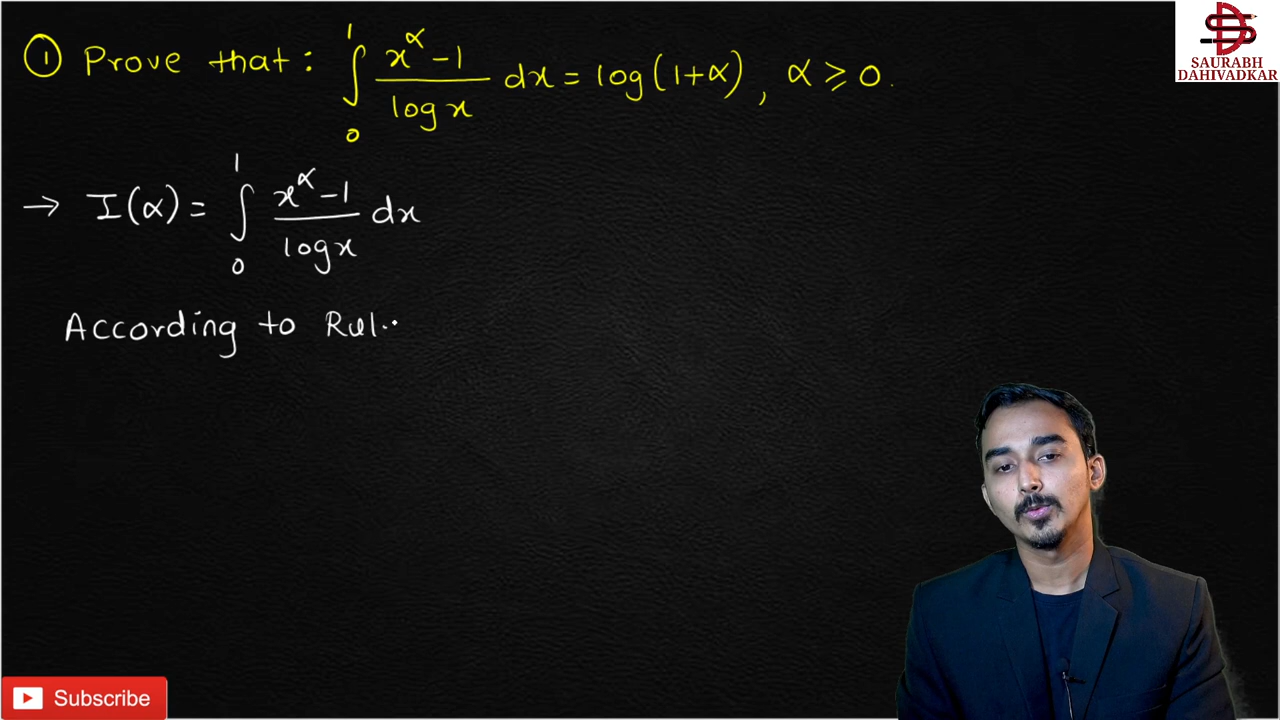 ① Prove that: ∫₀¹ (x^α - 1)/(log x) dx = log(1+α), α ≥ 0.
SAURABH
DAHIVADKAR
→ I(α) = ∫₀¹ (x^α - 1)/(log x) dx
According to Rul
Subscribe